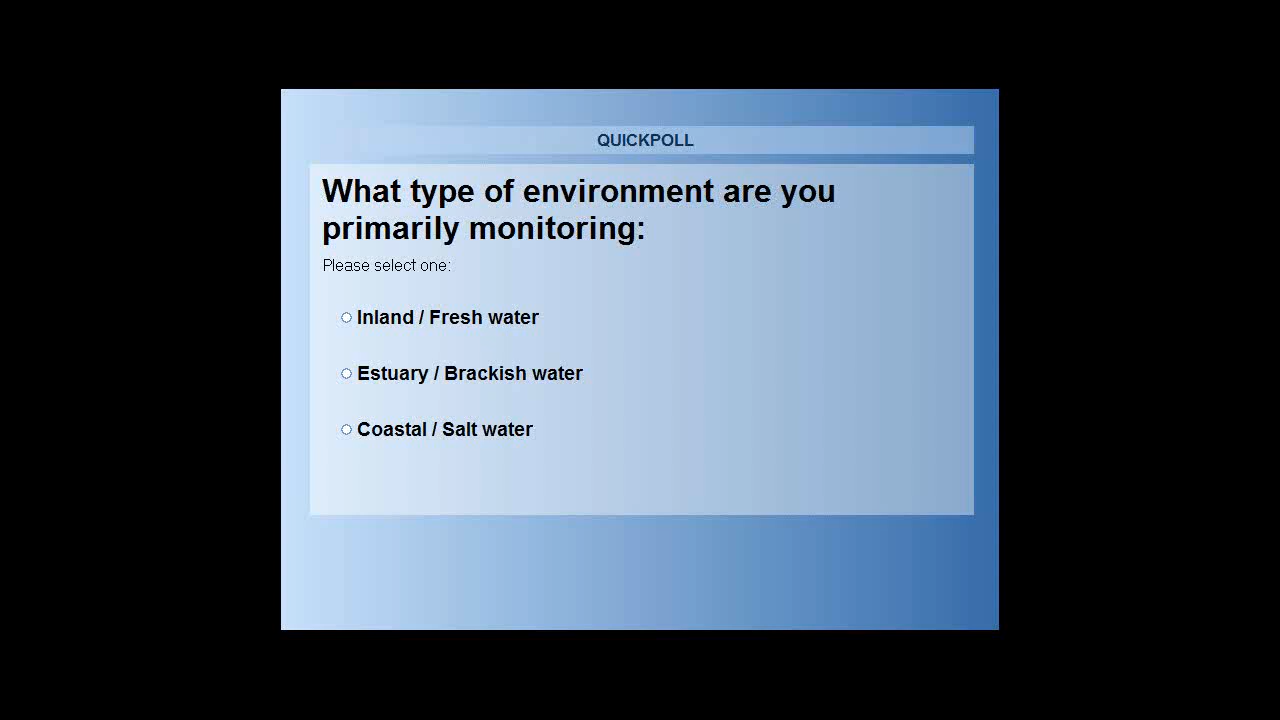 QUICKPOLL
What type of environment are you
primarily monitoring:
Please select one:
Inland / Fresh water
Estuary / Brackish water
Coastal / Salt water